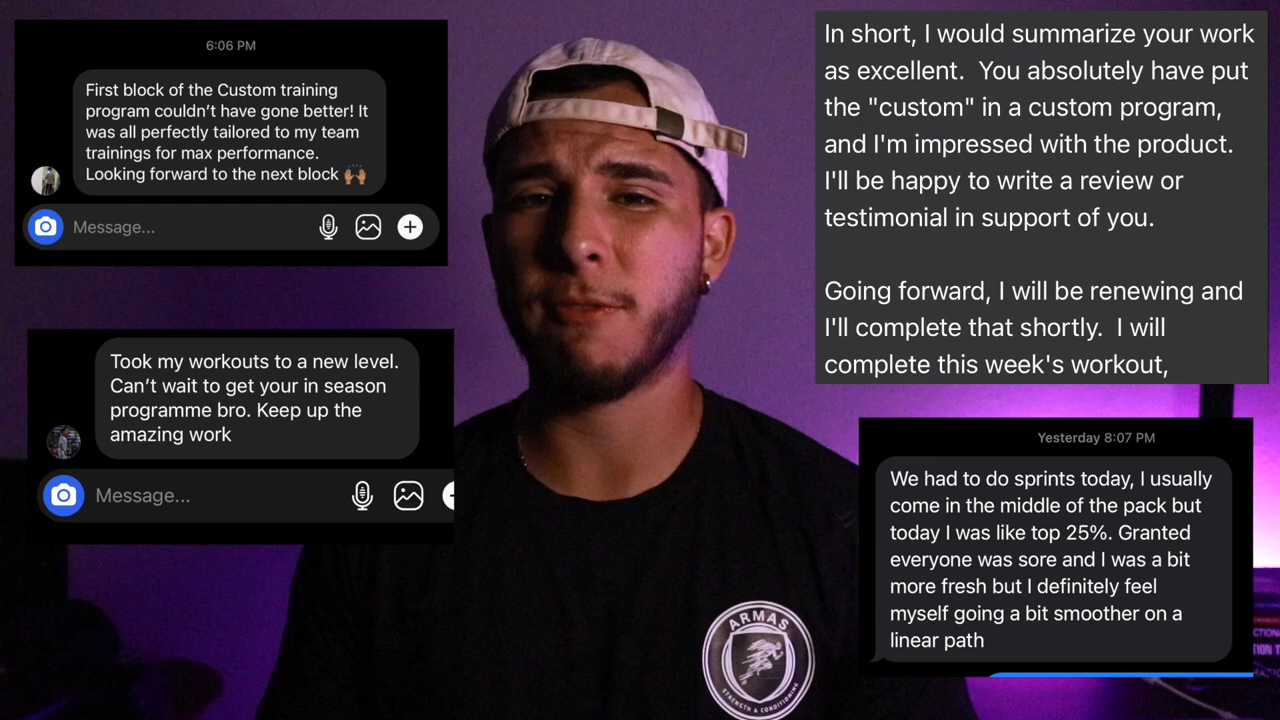 6:06 PM
First block of the Custom training
program couldn’t have gone better! It
was all perfectly tailored to my team
trainings for max performance.
Looking forward to the next block 🙌🏽
Message...
Took my workouts to a new level.
Can’t wait to get your in season
programme bro. Keep up the
amazing work
Message...
In short, I would summarize your work
as excellent.  You absolutely have put
the "custom" in a custom program,
and I'm impressed with the product.
I'll be happy to write a review or
testimonial in support of you.
Going forward, I will be renewing and
I'll complete that shortly.  I will
complete this week's workout,
Yesterday 8:07 PM
We had to do sprints today, I usually
come in the middle of the pack but
today I was like top 25%. Granted
everyone was sore and I was a bit
more fresh but I definitely feel
myself going a bit smoother on a
linear path
ARMAS
STRENGTH & CONDITIONING